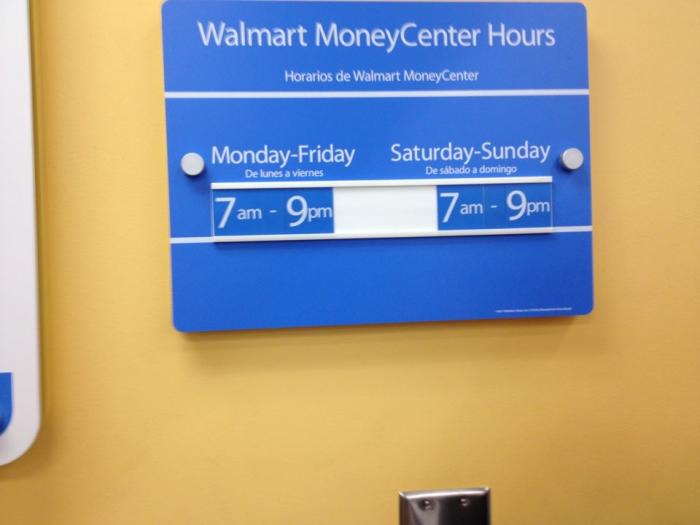 Walmart MoneyCenter Hours
Horarios de Walmart MoneyCenter
Monday-Friday Saturday-Sunday
De lunes a viernes De sábado a domingo
7am - 9pm 7am - 9pm